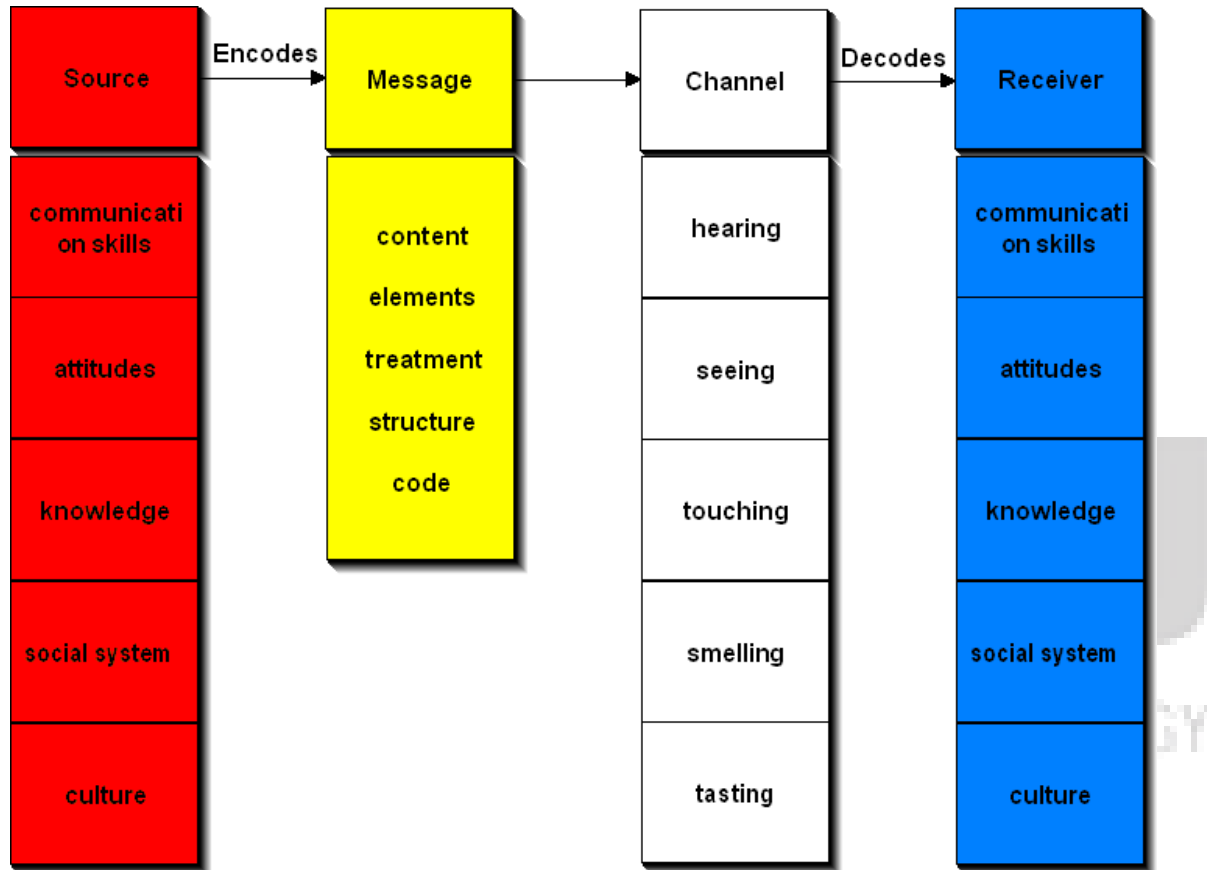 Source
Encodes
Message
Channel
Decodes
Receiver
communicati
on skills
attitudes
knowledge
social system
culture
content
elements
treatment
structure
code
hearing
seeing
touching
smelling
tasting
communicati
on skills
attitudes
knowledge
social system
culture
GY